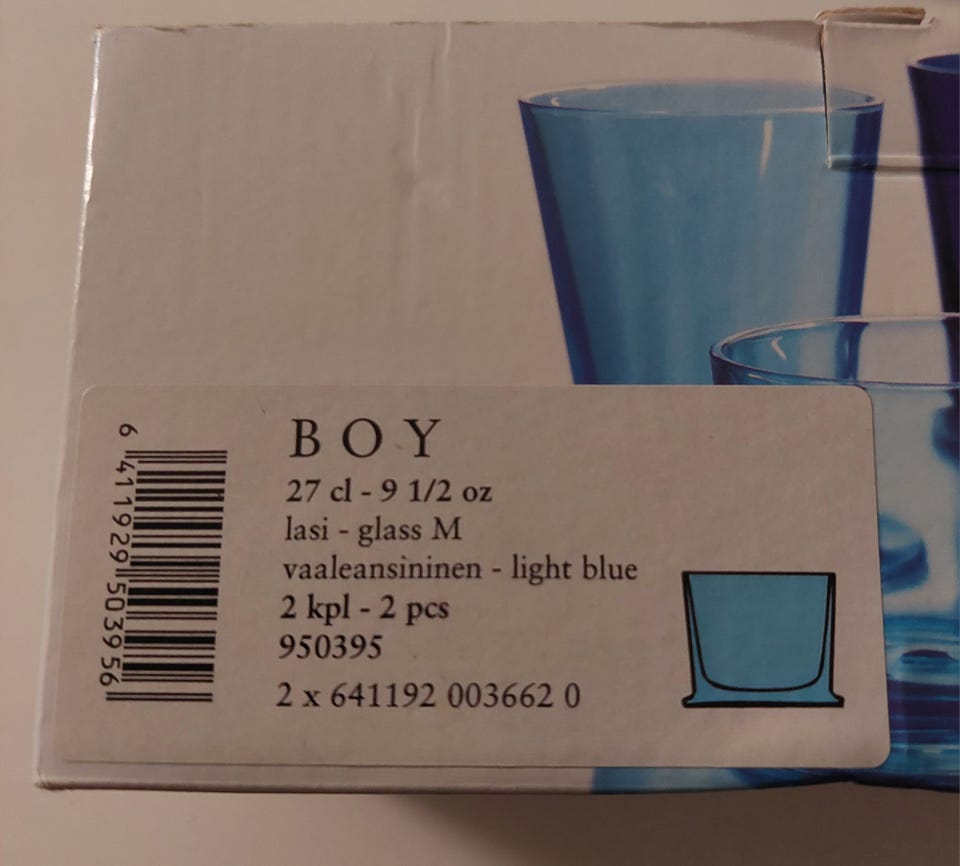 BOY
27 cl - 9 1/2 oz
lasi - glass M
vaaleansininen - light blue
2 kpl - 2 pcs
950395
2 x 641192 003662 0
6 411929 503956